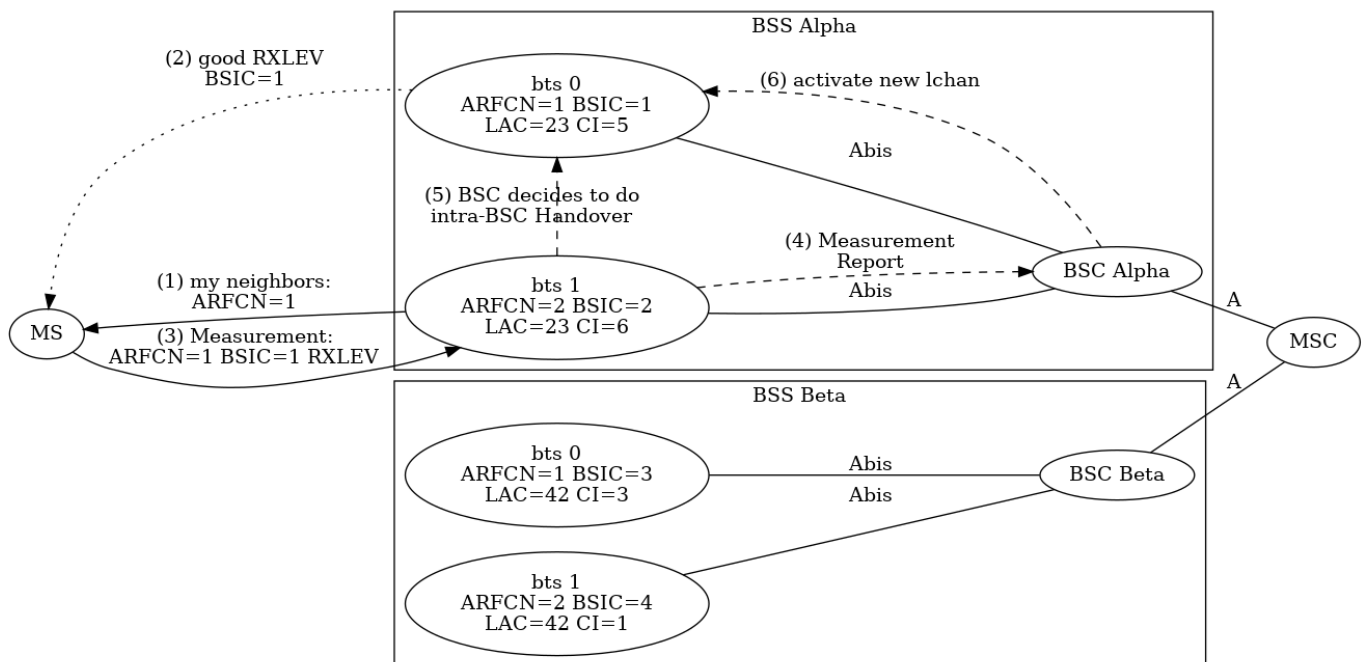 BSS Alpha
(2) good RXLEV
BSIC=1
bts 0
ARFCN=1 BSIC=1
LAC=23 CI=5
(6) activate new lchan
Abis
(5) BSC decides to do
intra-BSC Handover
(4) Measurement
Report
BSC Alpha
Abis
(1) my neighbors:
ARFCN=1
bts 1
ARFCN=2 BSIC=2
LAC=23 CI=6
MS
(3) Measurement:
ARFCN=1 BSIC=1 RXLEV
A
MSC
A
BSS Beta
bts 0
ARFCN=1 BSIC=3
LAC=42 CI=3
Abis
Abis
BSC Beta
bts 1
ARFCN=2 BSIC=4
LAC=42 CI=1